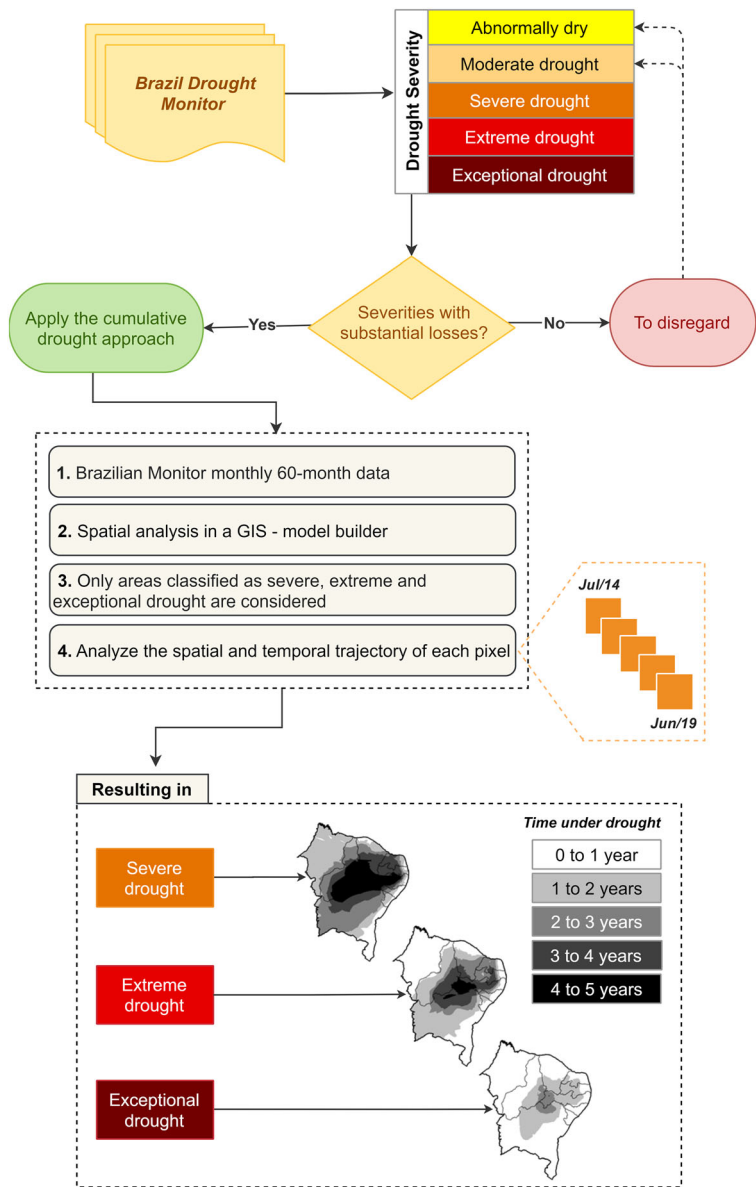 Brazil Drought
Monitor
Drought Severity
Abnormally dry
Moderate drought
Severe drought
Extreme drought
Exceptional drought
Severities with
substantial losses?
Yes
No
Apply the cumulative
drought approach
To disregard
1. Brazilian Monitor monthly 60-month data
2. Spatial analysis in a GIS - model builder
3. Only areas classified as severe, extreme and
exceptional drought are considered
4. Analyze the spatial and temporal trajectory of each pixel
Jul/14
Jun/19
Resulting in
Severe
drought
Extreme
drought
Exceptional
drought
Time under drought
0 to 1 year
1 to 2 years
2 to 3 years
3 to 4 years
4 to 5 years